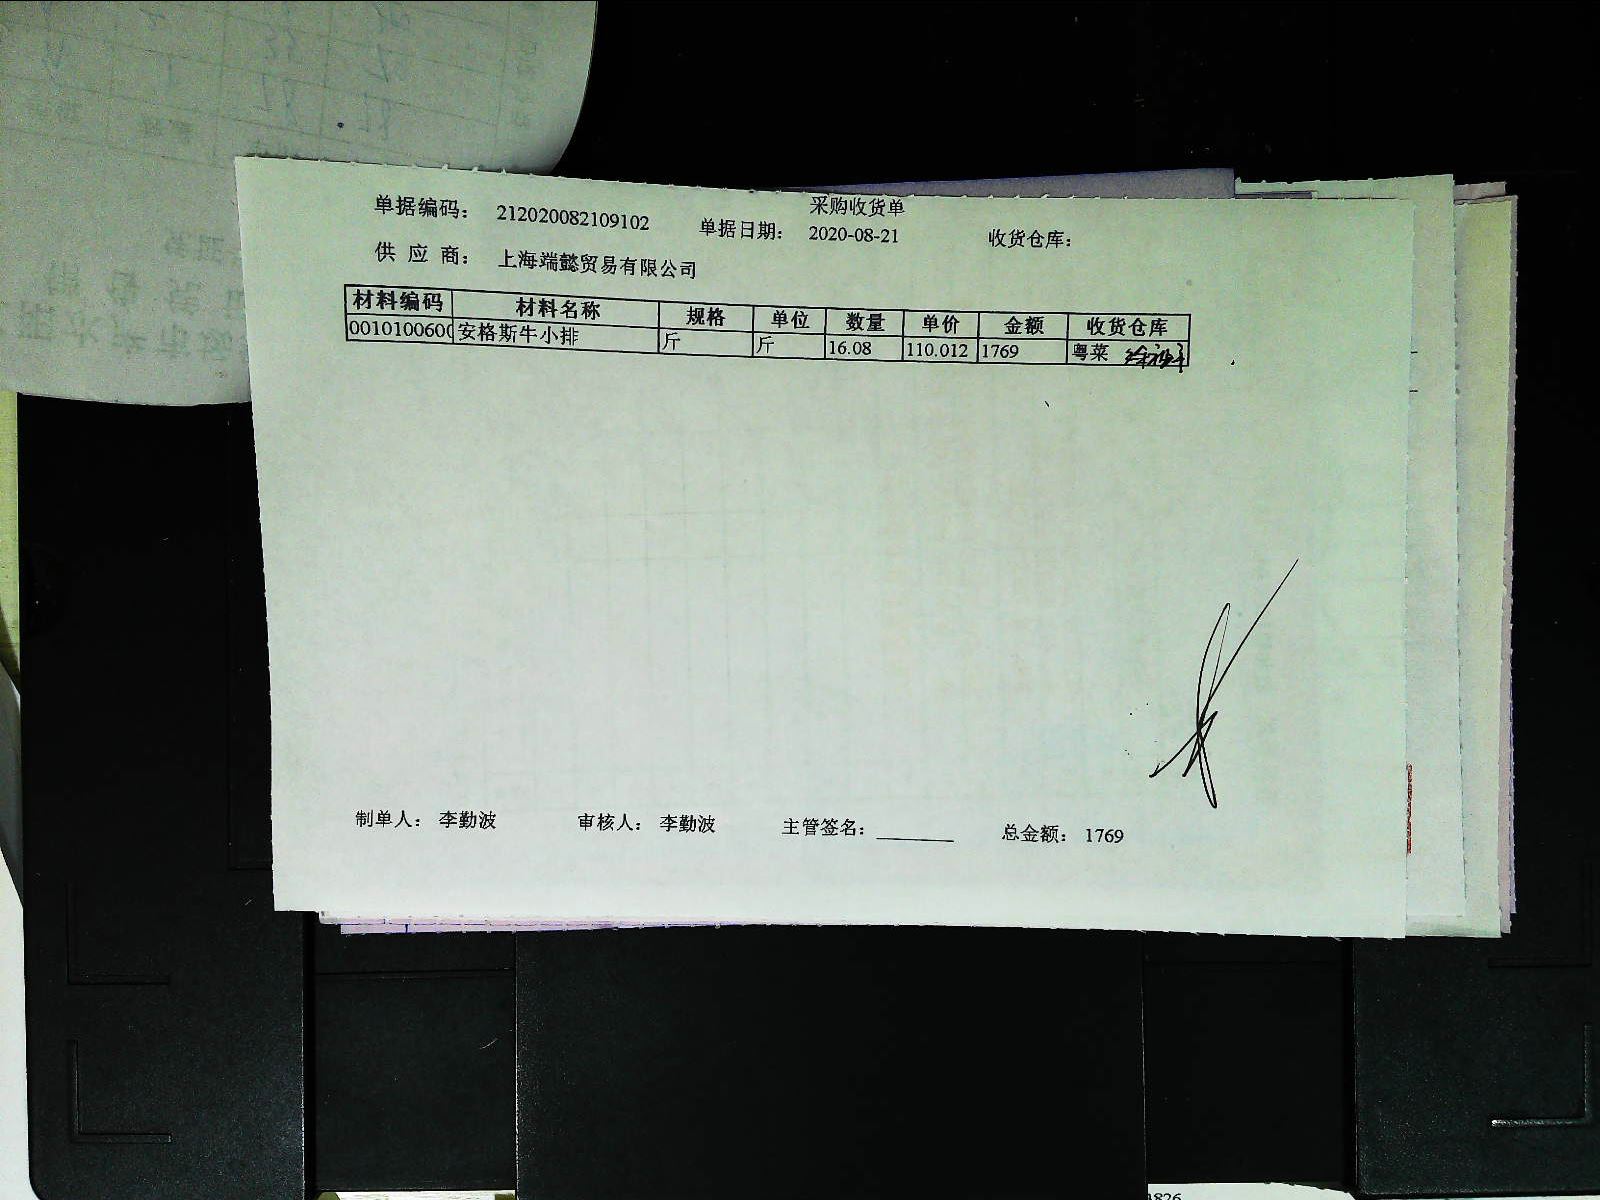 采购收货单
单据编码： 212020082109102 单据日期： 2020-08-21 收货仓库：
供 应 商： 上海端懿贸易有限公司
材料编码 材料名称 规格 单位 数量 单价 金额 收货仓库
0010100600 安格斯牛小排 斤 斤 16.08 110.012 1769 粤菜
制单人： 李勤波 审核人： 李勤波 主管签名： 总金额： 1769